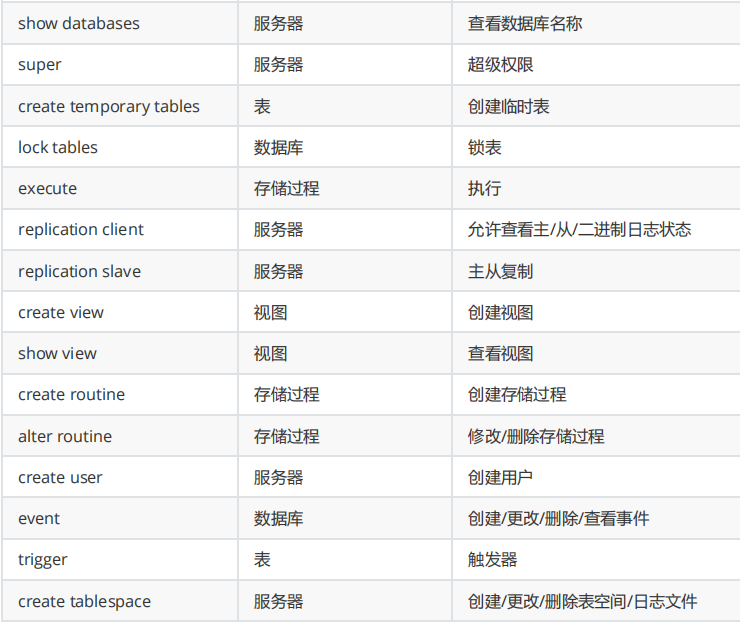 show databases 服务器 查看数据库名称
super 服务器 超级权限
create temporary tables 表 创建临时表
lock tables 数据库 锁表
execute 存储过程 执行
replication client 服务器 允许查看主/从/二进制日志状态
replication slave 服务器 主从复制
create view 视图 创建视图
show view 视图 查看视图
create routine 存储过程 创建存储过程
alter routine 存储过程 修改/删除存储过程
create user 服务器 创建用户
event 数据库 创建/更改/删除/查看事件
trigger 表 触发器
create tablespace 服务器 创建/更改/删除表空间/日志文件